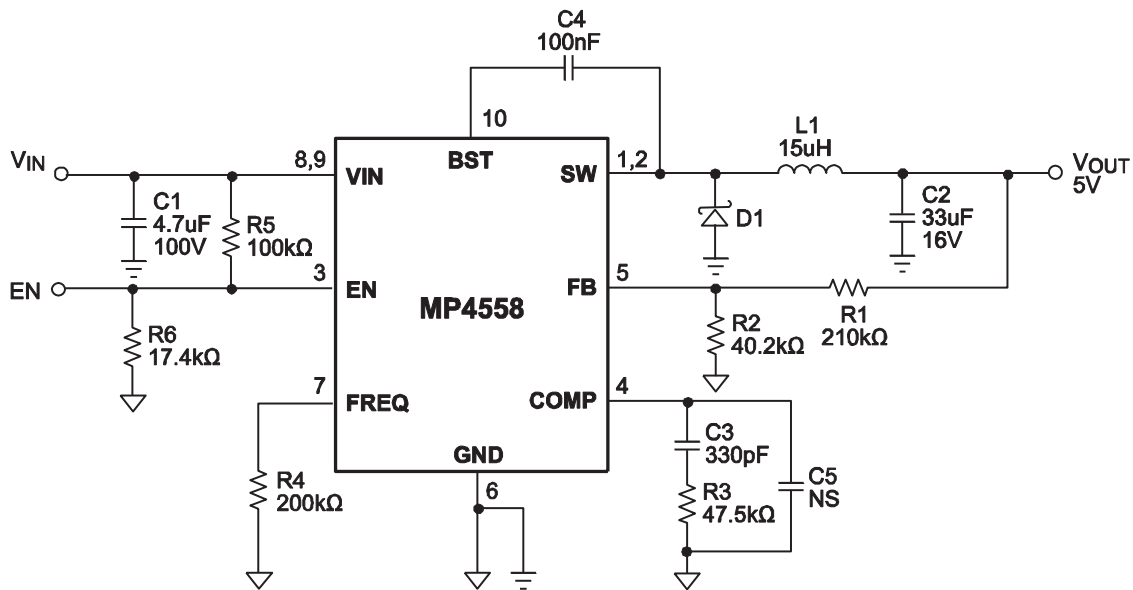 C4
100nF
10
L1
15uH
VIN
8,9
VIN
BST
SW
1,2
VOUT
5V
C1
4.7uF
100V
R5
100kΩ
D1
C2
33uF
16V
EN
3
EN
MP4558
FB
5
R6
17.4kΩ
R2
40.2kΩ
R1
210kΩ
7
FREQ
COMP
4
C3
330pF
GND
6
R4
200kΩ
R3
47.5kΩ
C5
NS